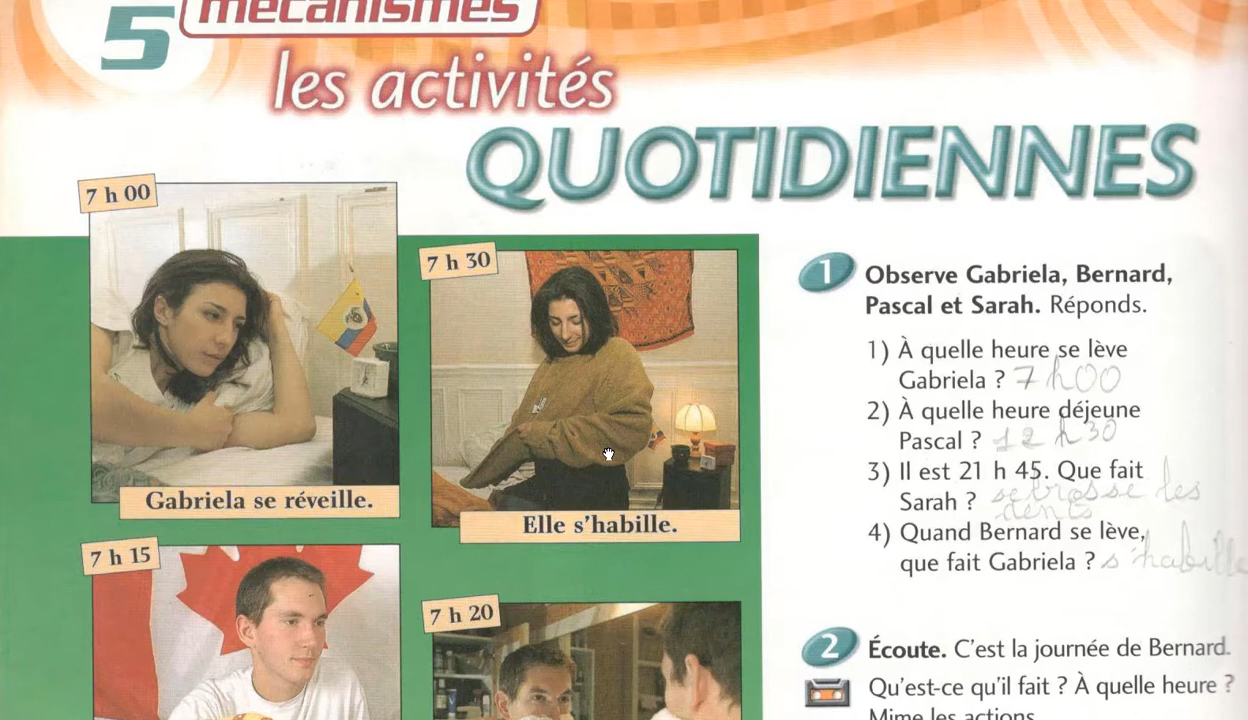 5
mécanismes
les activités
QUOTIDIENNES
7 h 00
Gabriela se réveille.
7 h 30
Elle s'habille.
7 h 15
7 h 20
1 Observe Gabriela, Bernard,
Pascal et Sarah. Réponds.
1) À quelle heure se lève
Gabriela ? 7 h00
2) À quelle heure déjeune
Pascal ? 12 h 30
3) Il est 21 h 45. Que fait
Sarah ? se brosse les
dents
4) Quand Bernard se lève,
que fait Gabriela ? s'habille
2 Écoute. C'est la journée de Bernard.
Qu'est-ce qu'il fait ? À quelle heure ?
Mime les actions